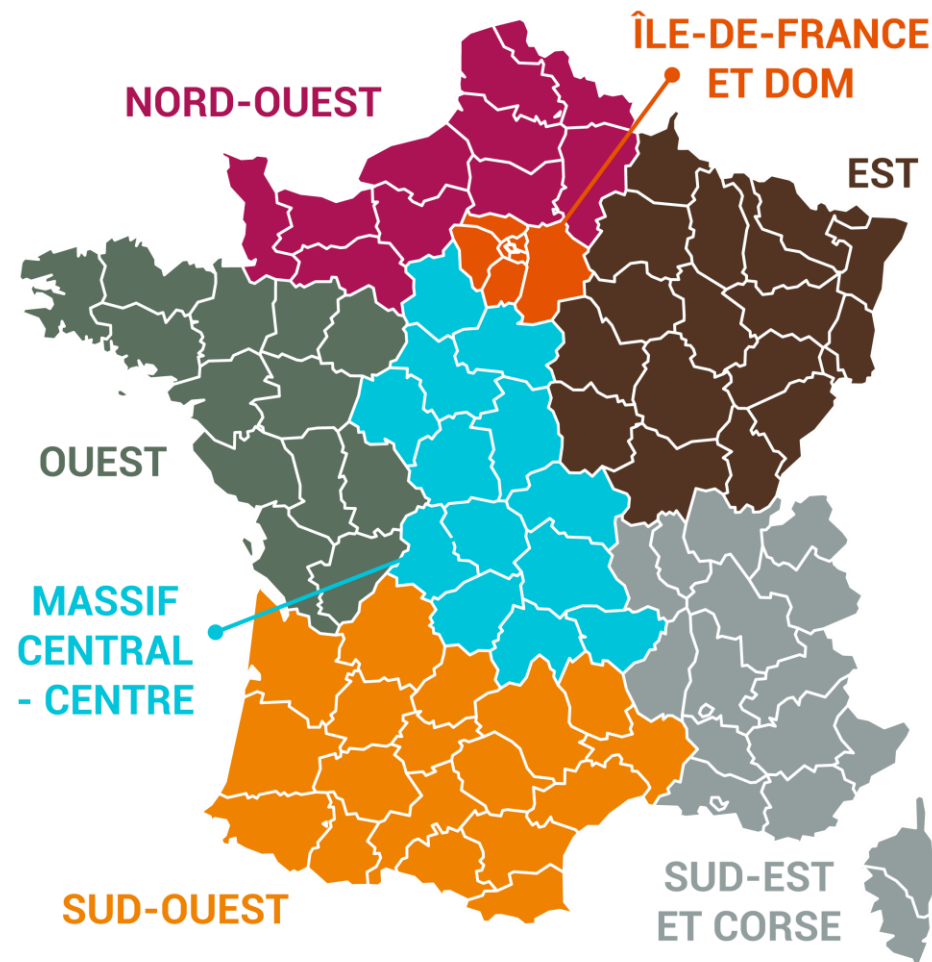 ÎLE-DE-FRANCE
ET DOM
NORD-OUEST
EST
OUEST
MASSIF
CENTRAL
- CENTRE
SUD-EST
ET CORSE
SUD-OUEST